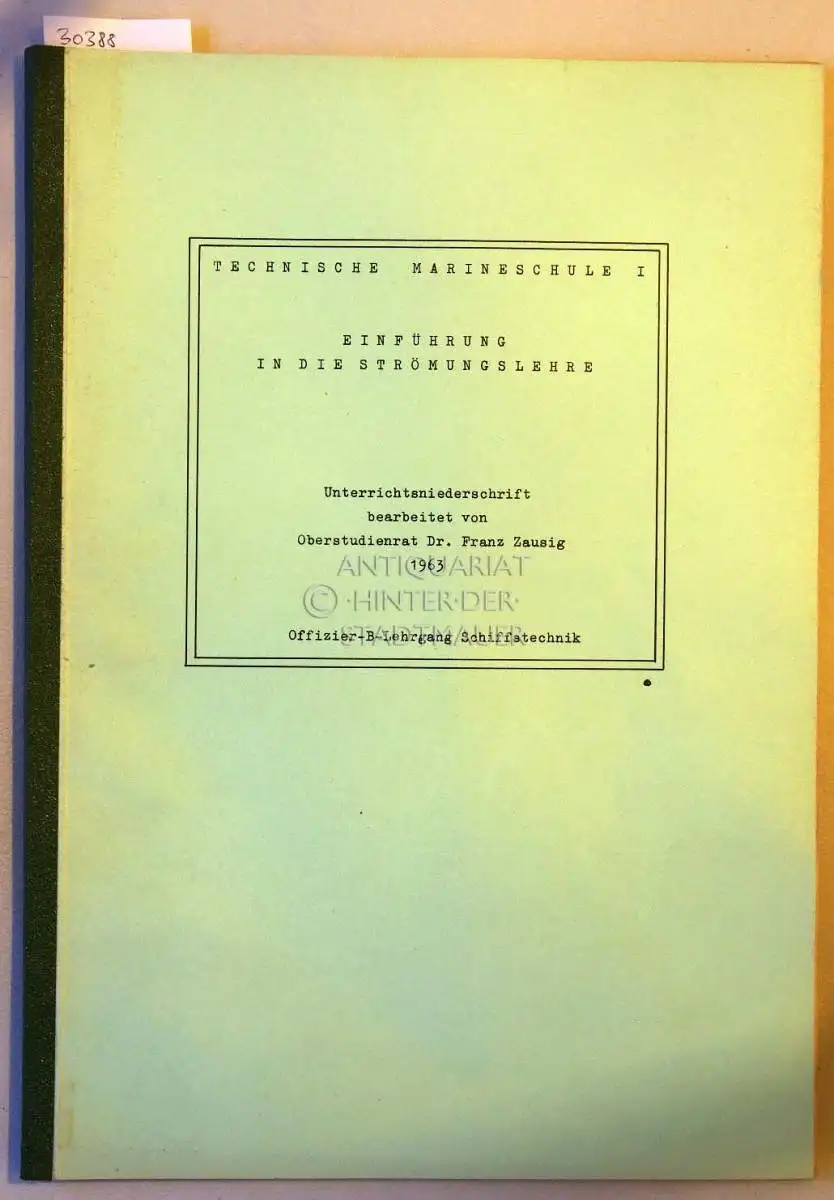 30388
TECHNISCHE MARINESCHULE I
EINFÜHRUNG
IN DIE STRÖMUNGSLEHRE
Unterrichtsniederschrift
bearbeitet von
Oberstudienrat Dr. Franz Zausig
1963
ANTIQUARIAT
© ·HINTER·DER·
STADTMAUER
Offizier-B-Lehrgang Schiffstechnik